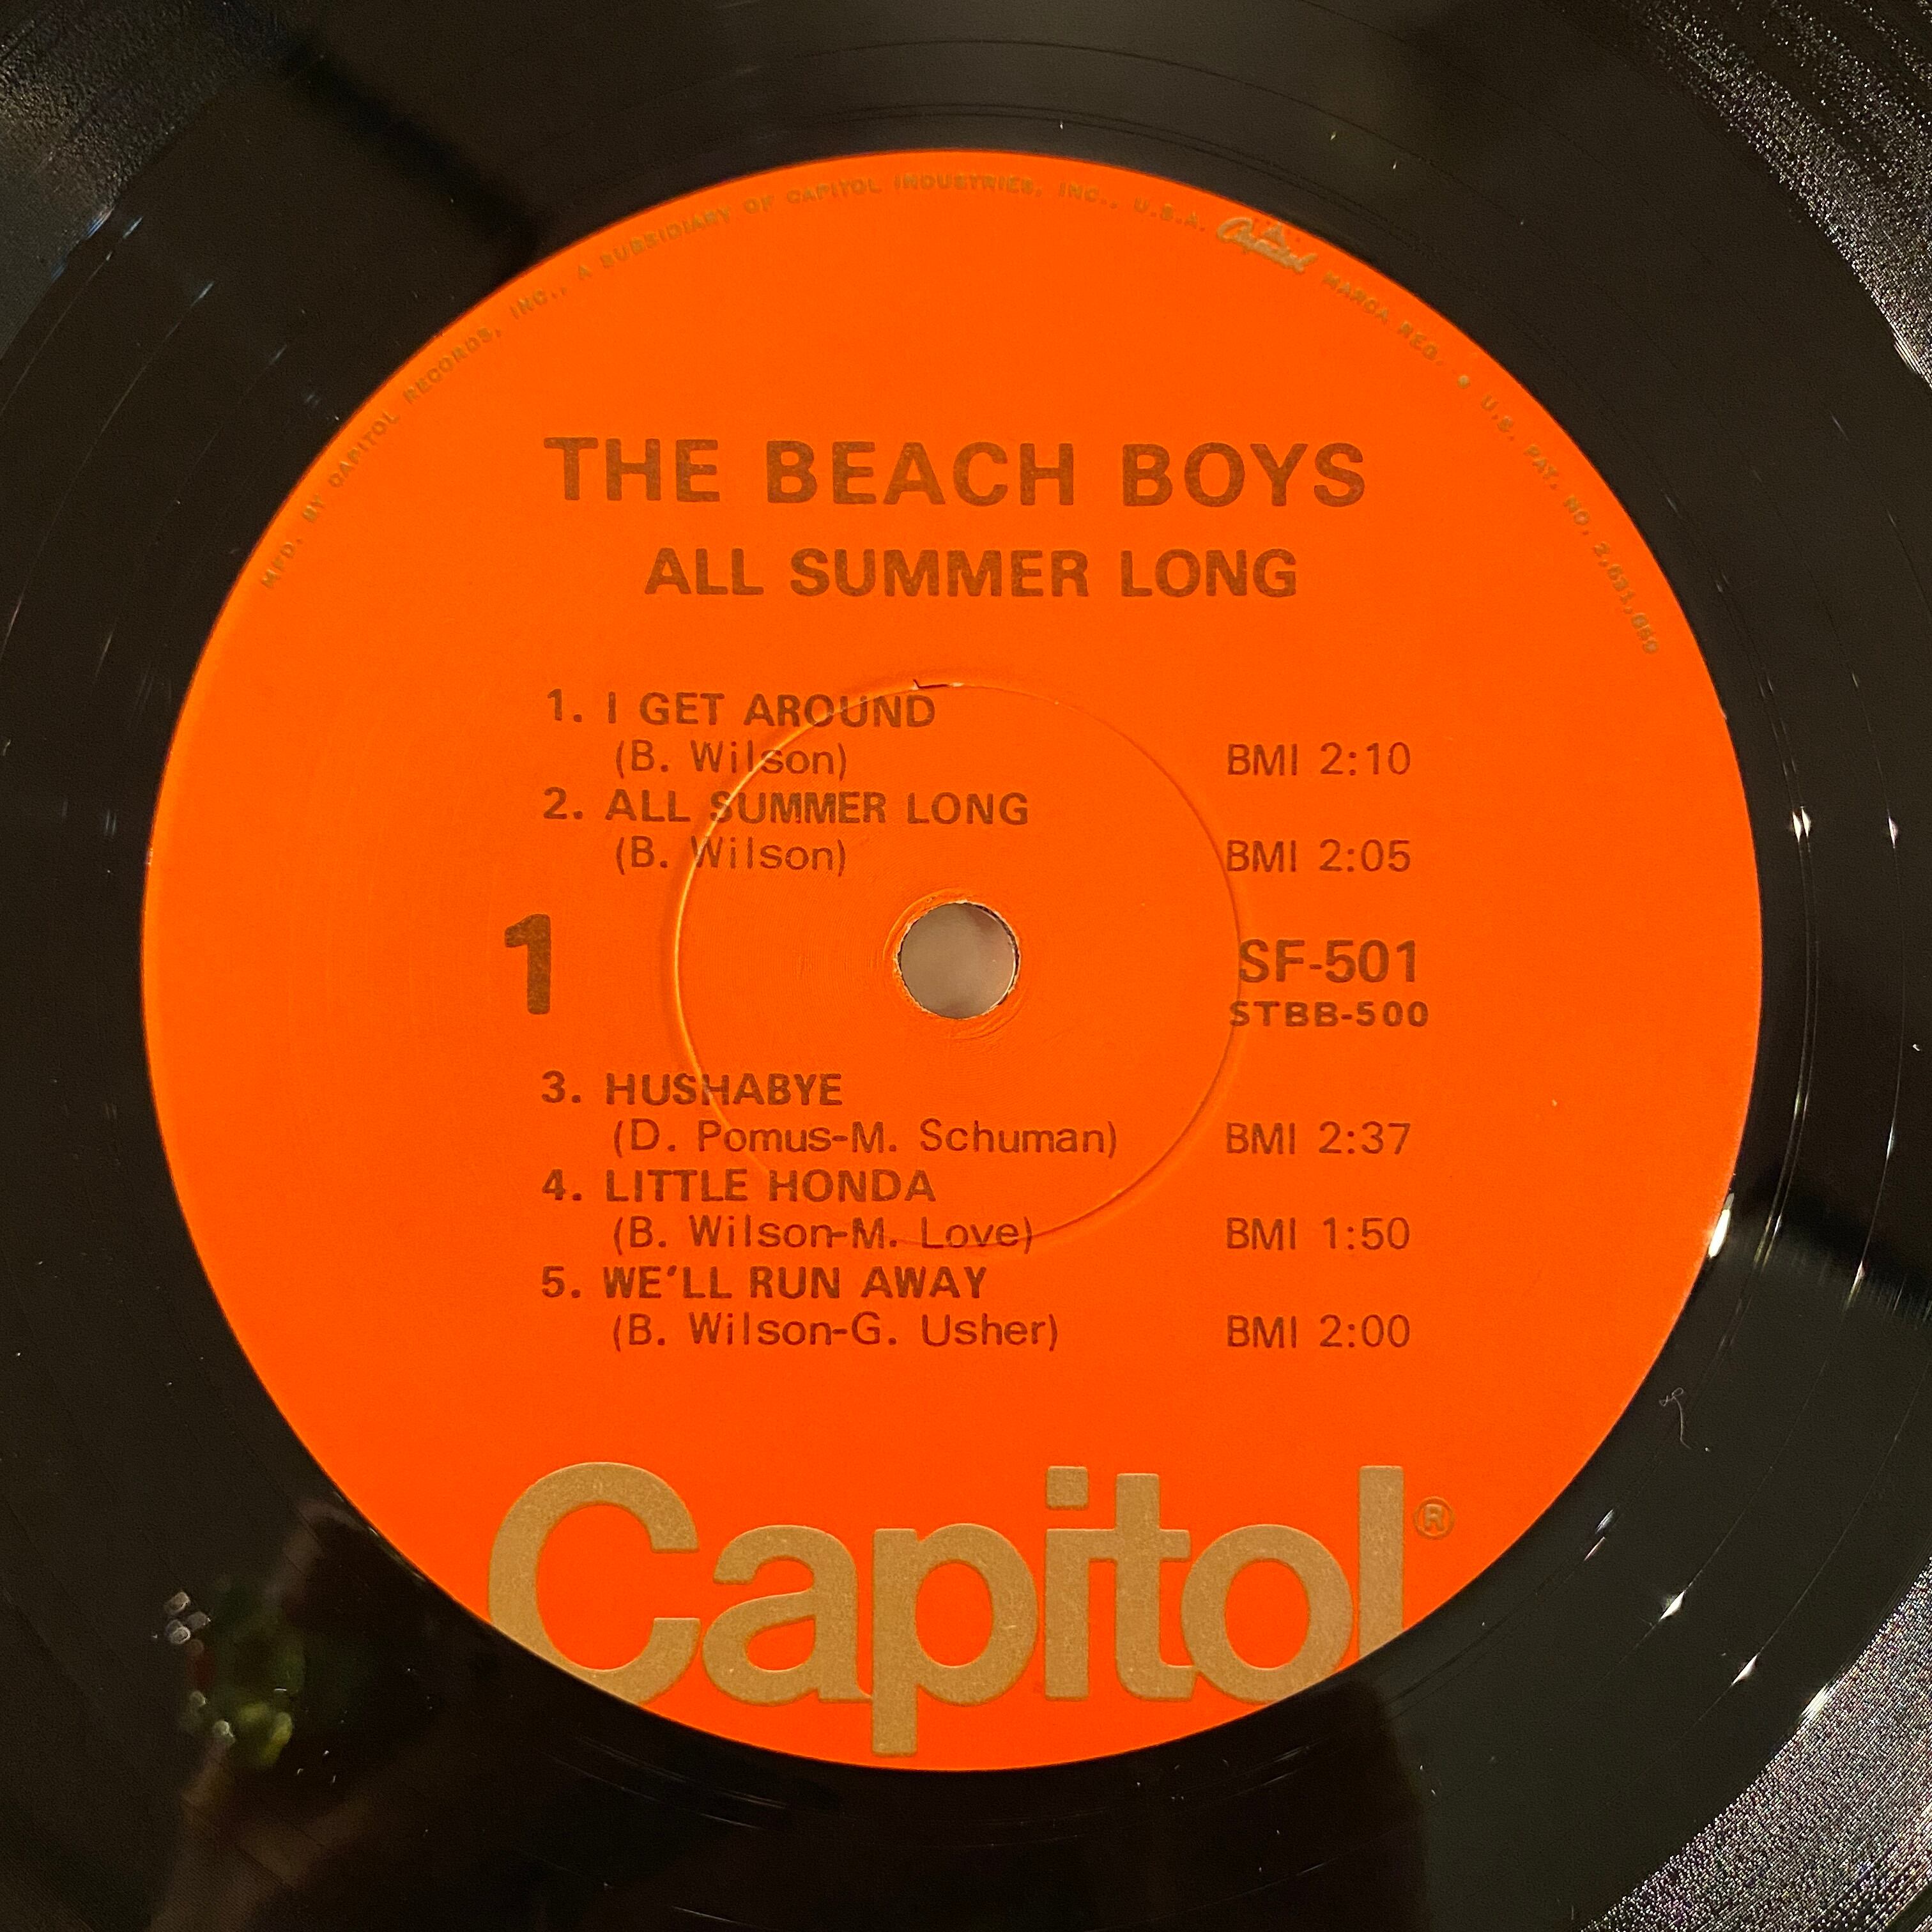 MFD. BY CAPITOL RECORDS, INC., A SUBSIDIARY OF CAPITOL INDUSTRIES, INC., U.S.A. Capitol MARCA REG. • U.S. PAT. NO. 2,631,859
THE BEACH BOYS
ALL SUMMER LONG
1. I GET AROUND
(B. Wilson) BMI 2:10
2. ALL SUMMER LONG
(B. Wilson) BMI 2:05
1 SF-501
STBB-500
3. HUSHABYE
(D. Pomus-M. Schuman) BMI 2:37
4. LITTLE HONDA
(B. Wilson-M. Love) BMI 1:50
5. WE'LL RUN AWAY
(B. Wilson-G. Usher) BMI 2:00
Capitol®